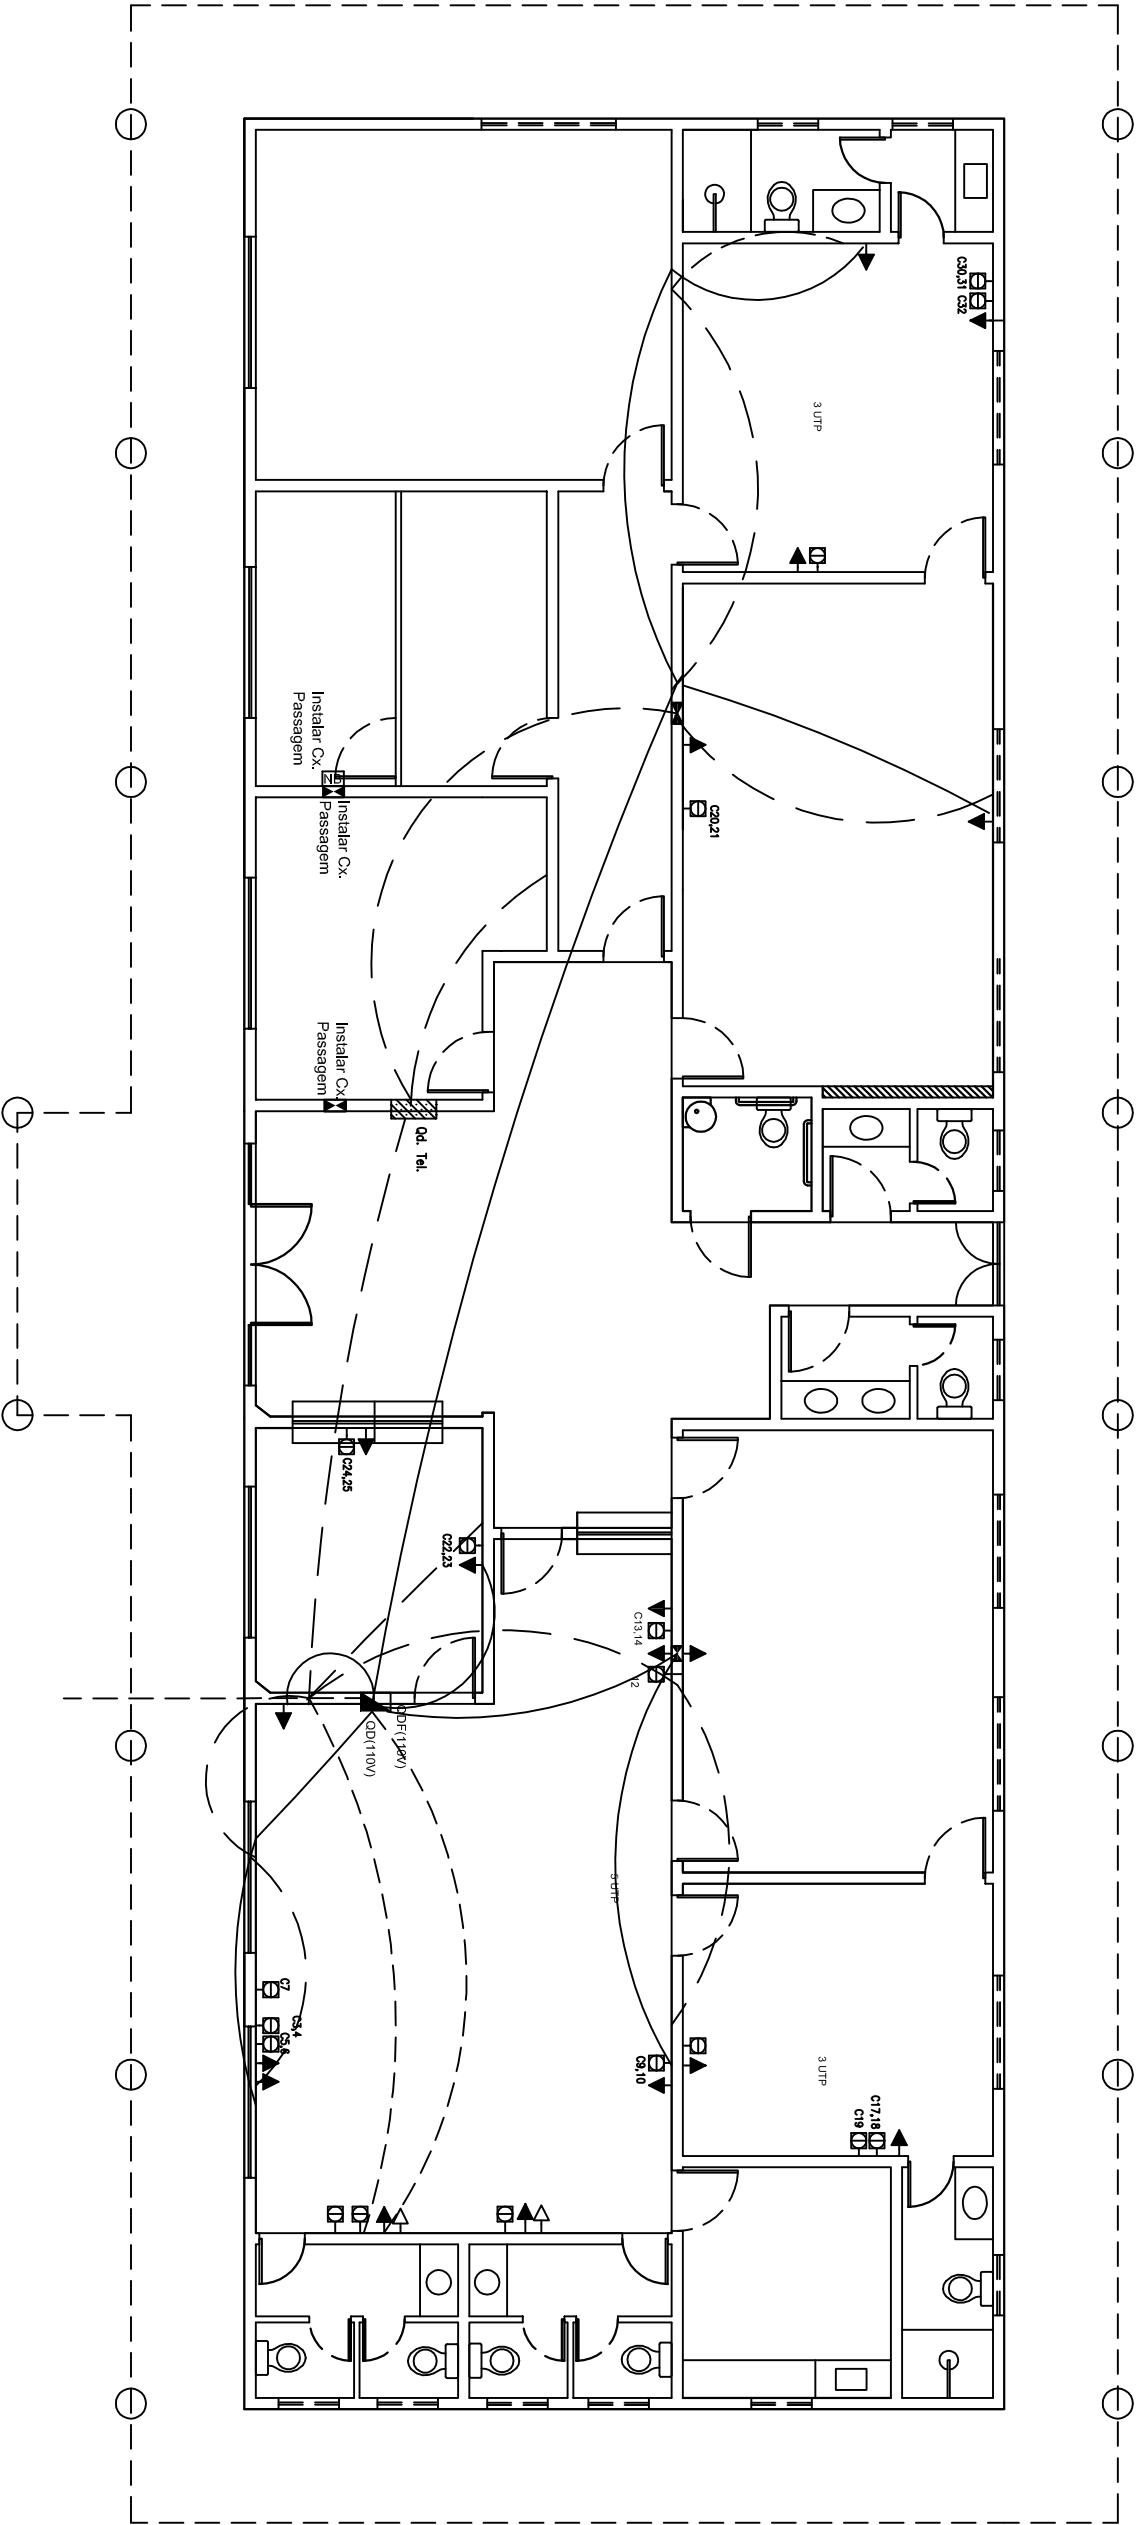 C30,31
C32
3 UTP
Instalar Cx.
Passagem
Instalar Cx.
Passagem
C20,21
Instalar Cx.
Passagem
Qd. Tel.
C24,25
C22,23
C13,14
12
QDF(110V)
QD(110V)
5 UTP
C7
C3,4
C5,6
C9,10
3 UTP
C17,18
C19